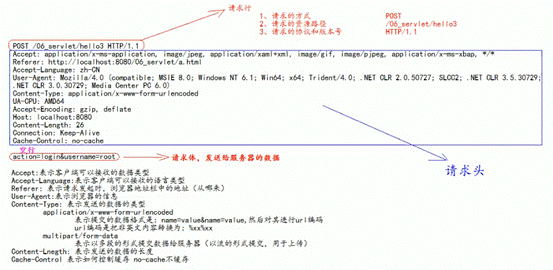 请求行
1、请求的方式 POST
2、请求的资源路径 /06_servlet/hello3
3、请求的协议和版本号 HTTP/1.1
POST /06_servlet/hello3 HTTP/1.1
Accept: application/x-ms-application, image/jpeg, application/xaml+xml, image/gif, image/pjpeg, application/x-ms-xbap, */*
Referer: http://localhost:8080/06_servlet/a.html
Accept-Language: zh-CN
User-Agent: Mozilla/4.0 (compatible; MSIE 8.0; Windows NT 6.1; Win64; x64; Trident/4.0; .NET CLR 2.0.50727; SLCC2; .NET CLR 3.5.30729;
.NET CLR 3.0.30729; Media Center PC 6.0)
Content-Type: application/x-www-form-urlencoded
UA-CPU: AMD64
Accept-Encoding: gzip, deflate
Host: localhost:8080
Content-Length: 26
Connection: Keep-Alive
Cache-Control: no-cache
空行
action=login&username=root
请求体,发送给服务器的数据
请求头
Accept:表示客户端可以接收的数据类型
Accept-Language:表示客户端可以接收的语言类型
Referer: 表示请求发起时,浏览器地址栏中的地址 (从哪来)
User-Agent:表示浏览器的信息
Content-Type: 表示发送的数据的类型
application/x-www-form-urlencoded
表示提交的数据格式是: name=value&name=value,然后对其进行url编码
url编码是把非英文内容转换为: %xx%xx
multipart/form-data
表示以多段的形式提交数据给服务器 (以流的形式提交, 用于上传)
Content-Length: 表示发送的数据的长度
Cache-Control 表示如何控制缓存 no-cache不缓存